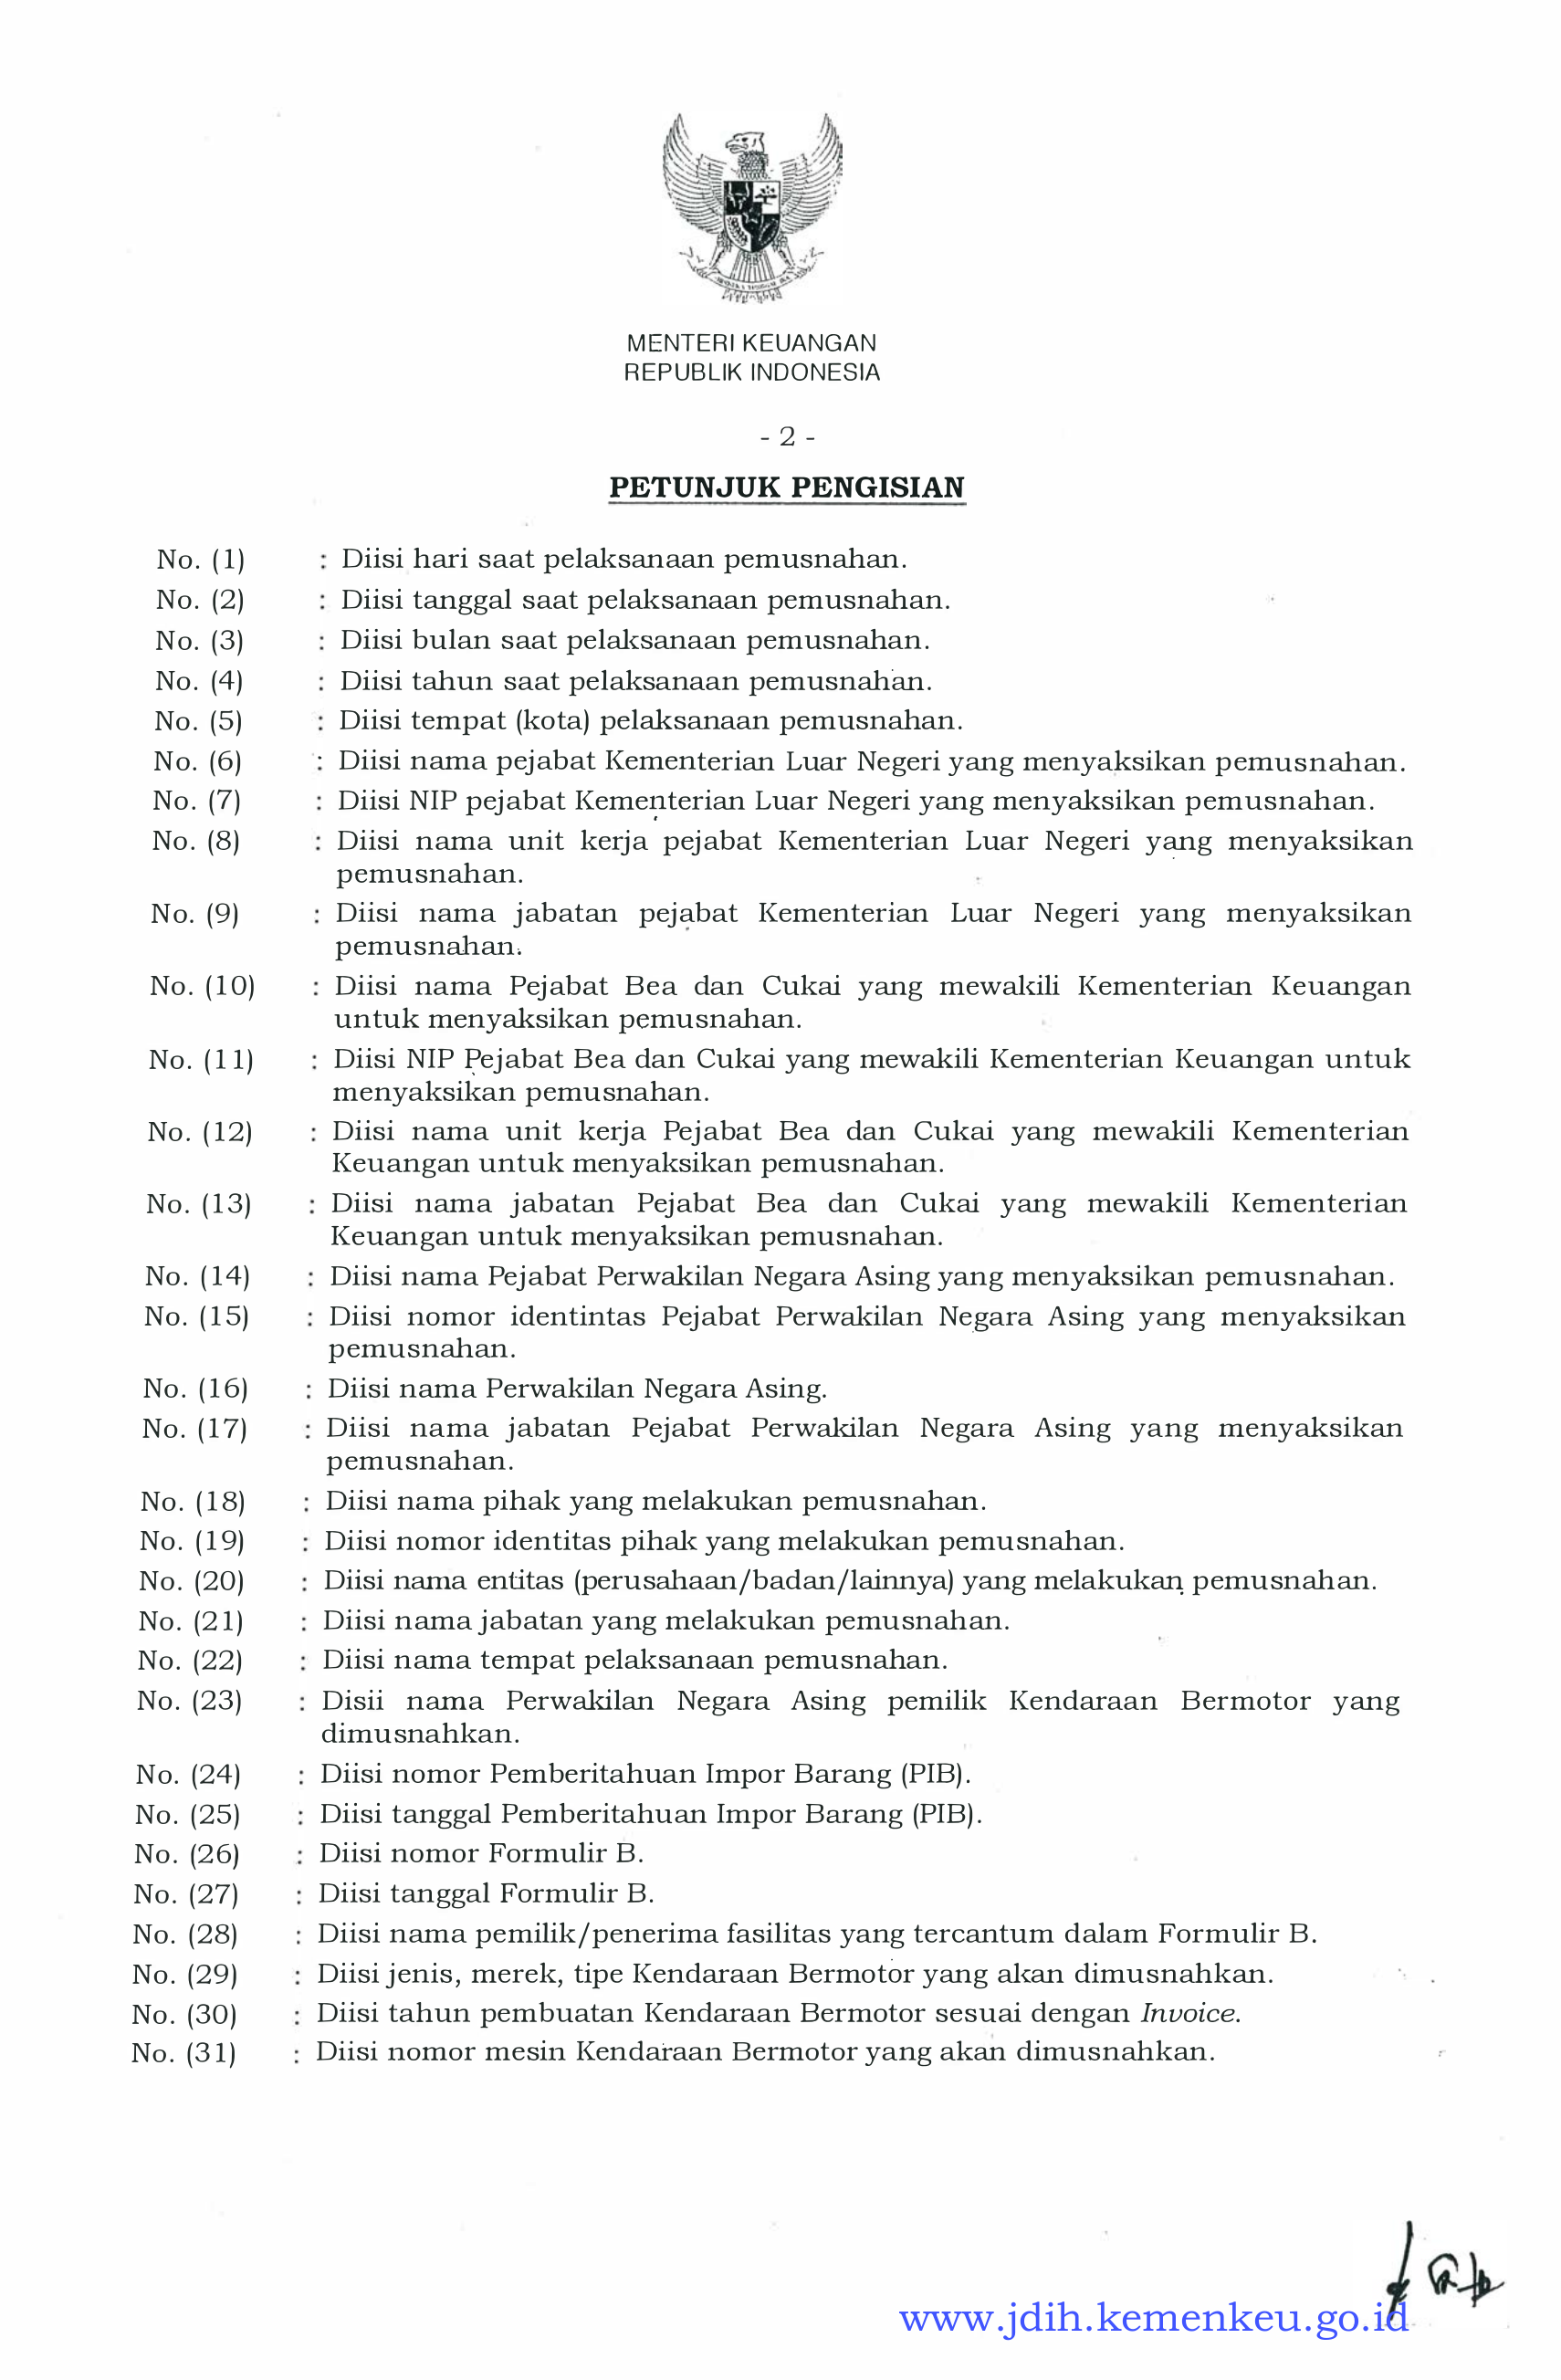 MENTERI KEUANGAN
REPUBLIK INDONESIA
- 2 -
PETUNJUK PENGISIAN
No. (1) : Diisi hari saat pelaksanaan pemusnahan.
No. (2) : Diisi tanggal saat pelaksanaan pemusnahan.
No. (3) : Diisi bulan saat pelaksanaan pemusnahan.
No. (4) : Diisi tahun saat pelaksanaan pemusnahan.
No. (5) : Diisi tempat (kota) pelaksanaan pemusnahan.
No. (6) : Diisi nama pejabat Kementerian Luar Negeri yang menyaksikan pemusnahan.
No. (7) : Diisi NIP pejabat Kementerian Luar Negeri yang menyaksikan pemusnahan.
No. (8) : Diisi nama unit kerja pejabat Kementerian Luar Negeri yang menyaksikan
pemusnahan.
No. (9) : Diisi nama jabatan pejabat Kementerian Luar Negeri yang menyaksikan
pemusnahan.
No. (10) : Diisi nama Pejabat Bea dan Cukai yang mewakili Kementerian Keuangan
untuk menyaksikan pemusnahan.
No. (11) : Diisi NIP Pejabat Bea dan Cukai yang mewakili Kementerian Keuangan untuk
menyaksikan pemusnahan.
No. (12) : Diisi nama unit kerja Pejabat Bea dan Cukai yang mewakili Kementerian
Keuangan untuk menyaksikan pemusnahan.
No. (13) : Diisi nama jabatan Pejabat Bea dan Cukai yang mewakili Kementerian
Keuangan untuk menyaksikan pemusnahan.
No. (14) : Diisi nama Pejabat Perwakilan Negara Asing yang menyaksikan pemusnahan.
No. (15) : Diisi nomor identintas Pejabat Perwakilan Negara Asing yang menyaksikan
pemusnahan.
No. (16) : Diisi nama Perwakilan Negara Asing.
No. (17) : Diisi nama jabatan Pejabat Perwakilan Negara Asing yang menyaksikan
pemusnahan.
No. (18) : Diisi nama pihak yang melakukan pemusnahan.
No. (19) : Diisi nomor identitas pihak yang melakukan pemusnahan.
No. (20) : Diisi nama entitas (perusahaan/badan/lainnya) yang melakukan pemusnahan.
No. (21) : Diisi nama jabatan yang melakukan pemusnahan.
No. (22) : Diisi nama tempat pelaksanaan pemusnahan.
No. (23) : Disii nama Perwakilan Negara Asing pemilik Kendaraan Bermotor yang
dimusnahkan.
No. (24) : Diisi nomor Pemberitahuan Impor Barang (PIB).
No. (25) : Diisi tanggal Pemberitahuan Impor Barang (PIB).
No. (26) : Diisi nomor Formulir B.
No. (27) : Diisi tanggal Formulir B.
No. (28) : Diisi nama pemilik/penerima fasilitas yang tercantum dalam Formulir B.
No. (29) : Diisi jenis, merek, tipe Kendaraan Bermotor yang akan dimusnahkan.
No. (30) : Diisi tahun pembuatan Kendaraan Bermotor sesuai dengan Invoice.
No. (31) : Diisi nomor mesin Kendaraan Bermotor yang akan dimusnahkan.
www.jdih.kemenkeu.go.id